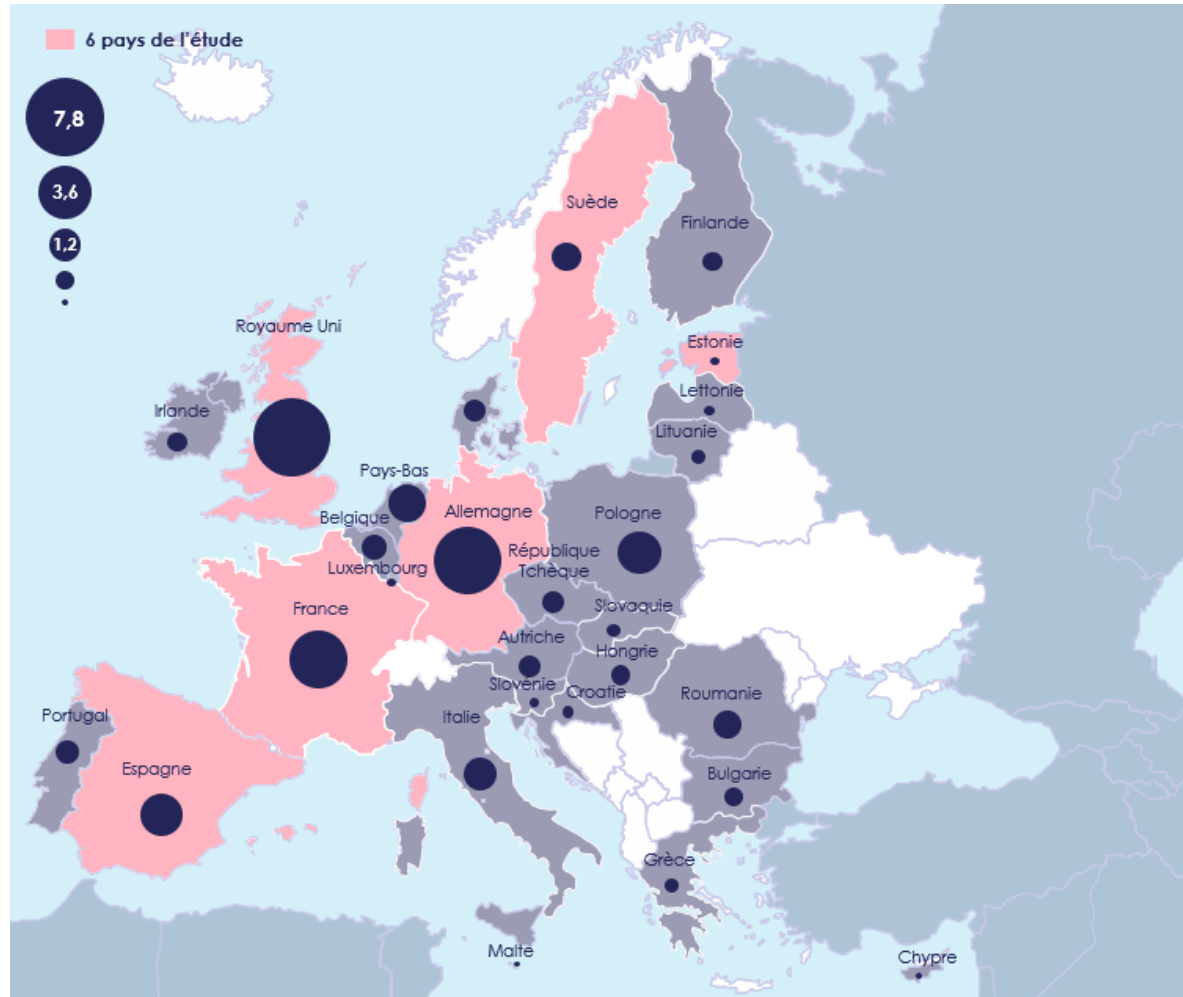 6 pays de l'étude
7,8
3,6
1,2
Suède
Finlande
Royaume Uni
Estonie
Lettonie
Irlande
Lituanie
Pays-Bas
Allemagne
Pologne
Belgique
République
Tchèque
Luxembourg
France
Slovaquie
Autriche
Hongrie
Slovénie
Croatie
Roumanie
Portugal
Italie
Espagne
Bulgarie
Grèce
Malte
Chypre